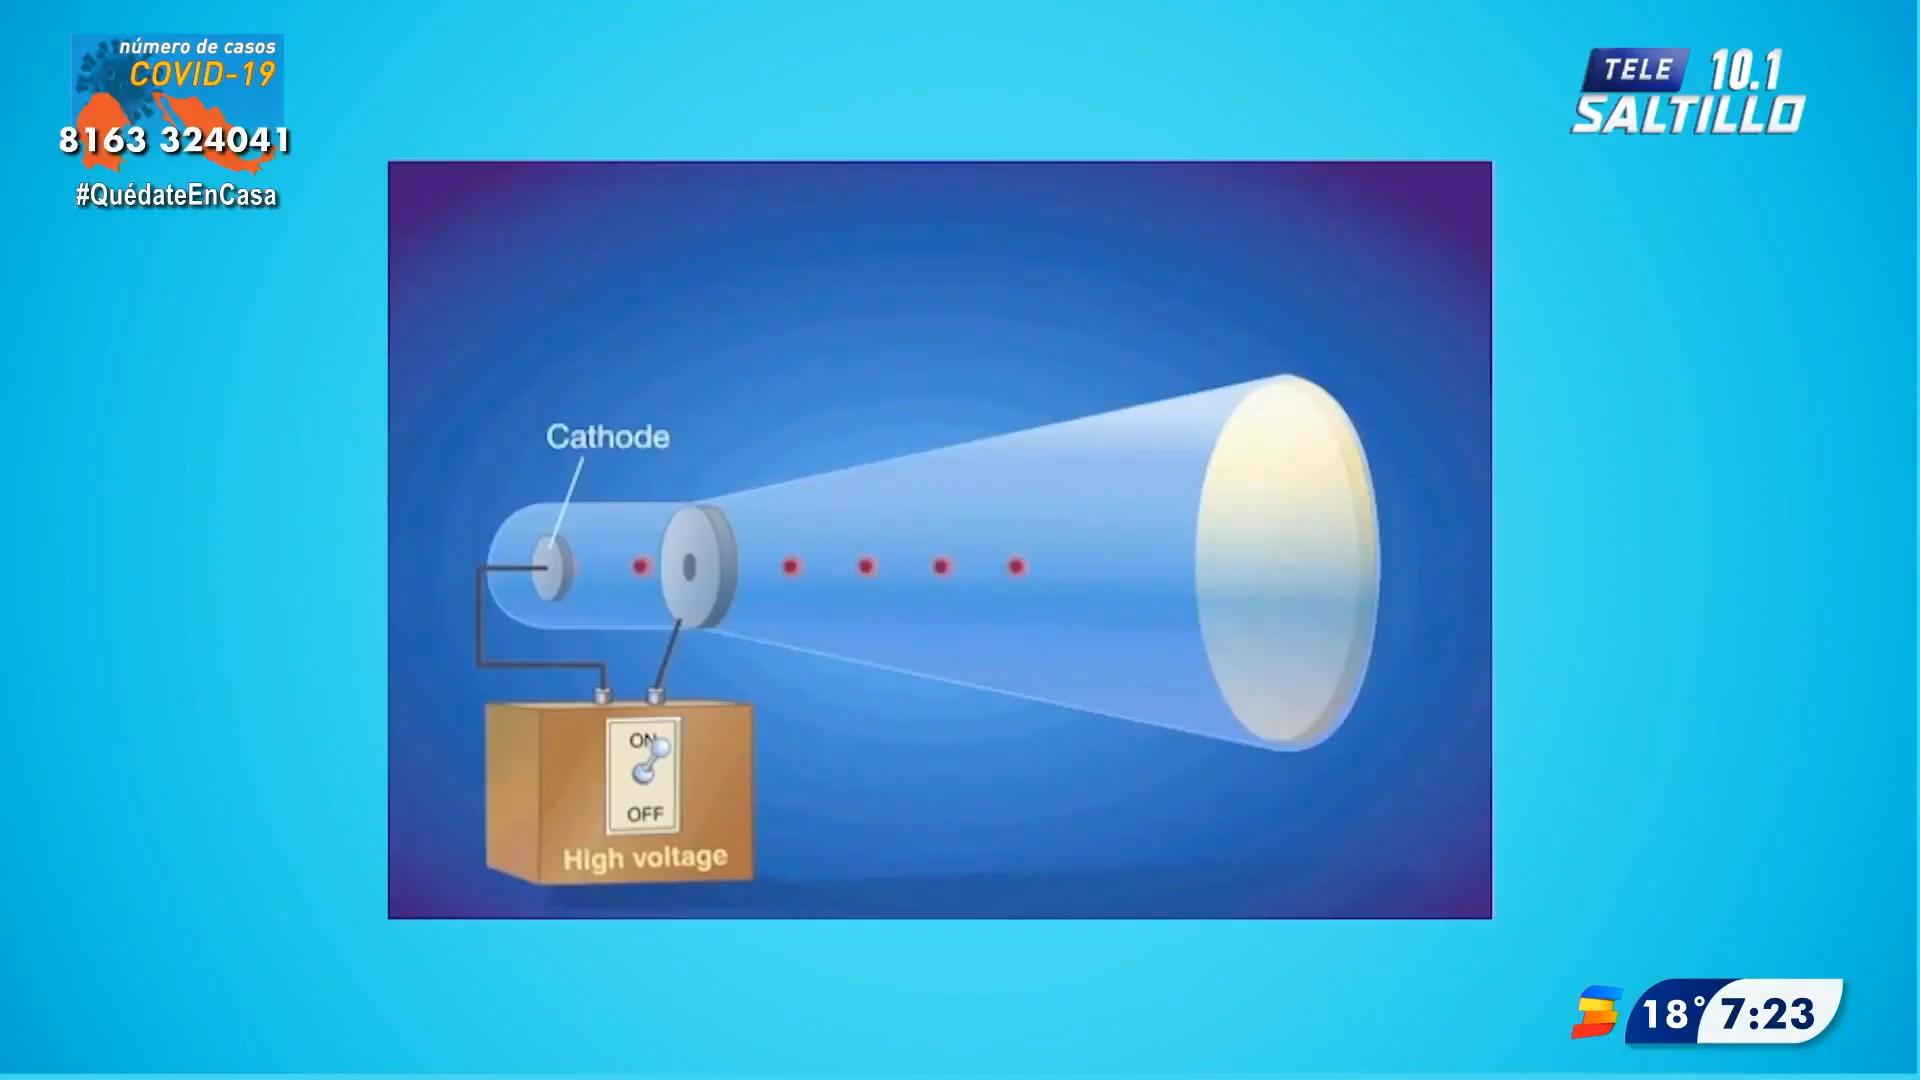 número de casos
COVID-19
8163 324041
#QuédateEnCasa
TELE 10.1
SALTILLO
Cathode
ON
OFF
High voltage
18° 7:23